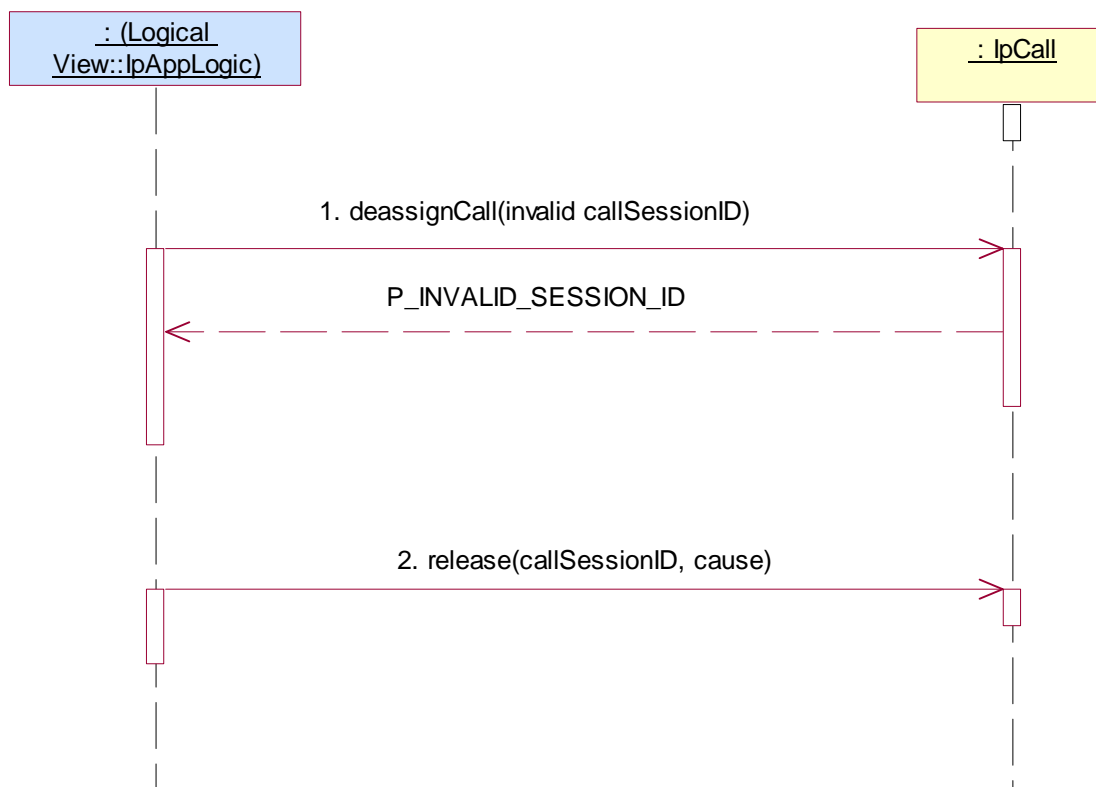 : (Logical
View::IpAppLogic)
: IpCall
1. deassignCall(invalid callSessionID)
P_INVALID_SESSION_ID
2. release(callSessionID, cause)